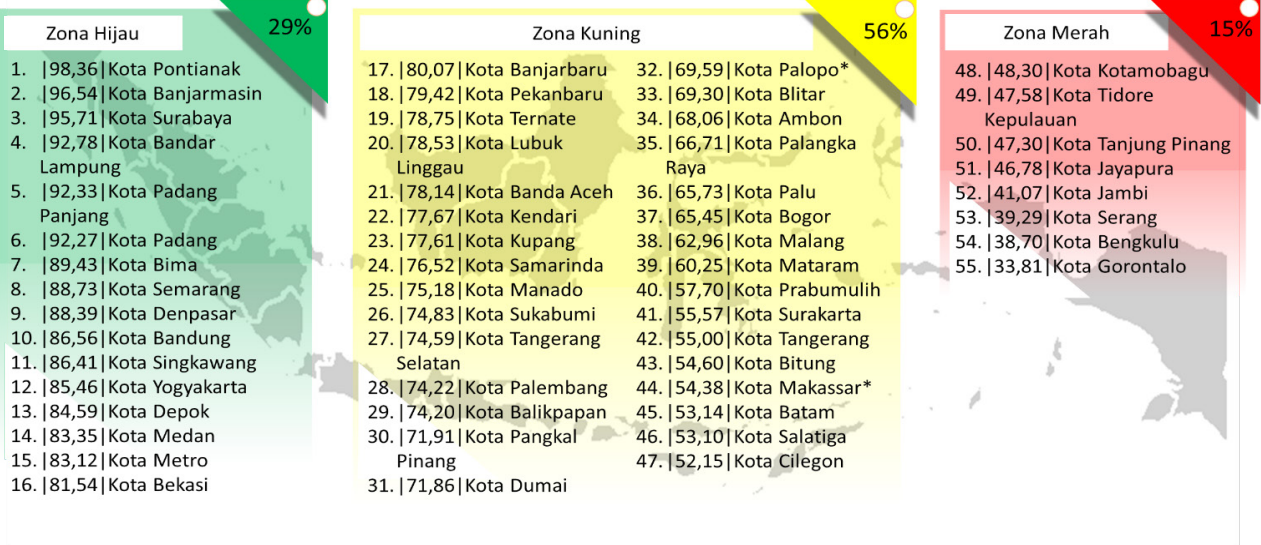 Zona Hijau
29%
1. |98,36|Kota Pontianak
2. |96,54|Kota Banjarmasin
3. |95,71|Kota Surabaya
4. |92,78|Kota Bandar
Lampung
5. |92,33|Kota Padang
Panjang
6. |92,27|Kota Padang
7. |89,43|Kota Bima
8. |88,73|Kota Semarang
9. |88,39|Kota Denpasar
10. |86,56|Kota Bandung
11. |86,41|Kota Singkawang
12. |85,46|Kota Yogyakarta
13. |84,59|Kota Depok
14. |83,35|Kota Medan
15. |83,12|Kota Metro
16. |81,54|Kota Bekasi
Zona Kuning
56%
17. |80,07|Kota Banjarbaru
18. |79,42|Kota Pekanbaru
19. |78,75|Kota Ternate
20. |78,53|Kota Lubuk
Linggau
21. |78,14|Kota Banda Aceh
22. |77,67|Kota Kendari
23. |77,61|Kota Kupang
24. |76,52|Kota Samarinda
25. |75,18|Kota Manado
26. |74,83|Kota Sukabumi
27. |74,59|Kota Tangerang
Selatan
28. |74,22|Kota Palembang
29. |74,20|Kota Balikpapan
30. |71,91|Kota Pangkal
Pinang
31. |71,86|Kota Dumai
32. |69,59|Kota Palopo*
33. |69,30|Kota Blitar
34. |68,06|Kota Ambon
35. |66,71|Kota Palangka
Raya
36. |65,73|Kota Palu
37. |65,45|Kota Bogor
38. |62,96|Kota Malang
39. |60,25|Kota Mataram
40. |57,70|Kota Prabumulih
41. |55,57|Kota Surakarta
42. |55,00|Kota Tangerang
43. |54,60|Kota Bitung
44. |54,38|Kota Makassar*
45. |53,14|Kota Batam
46. |53,10|Kota Salatiga
47. |52,15|Kota Cilegon
Zona Merah
15%
48. |48,30|Kota Kotamobagu
49. |47,58|Kota Tidore
Kepulauan
50. |47,30|Kota Tanjung Pinang
51. |46,78|Kota Jayapura
52. |41,07|Kota Jambi
53. |39,29|Kota Serang
54. |38,70|Kota Bengkulu
55. |33,81|Kota Gorontalo